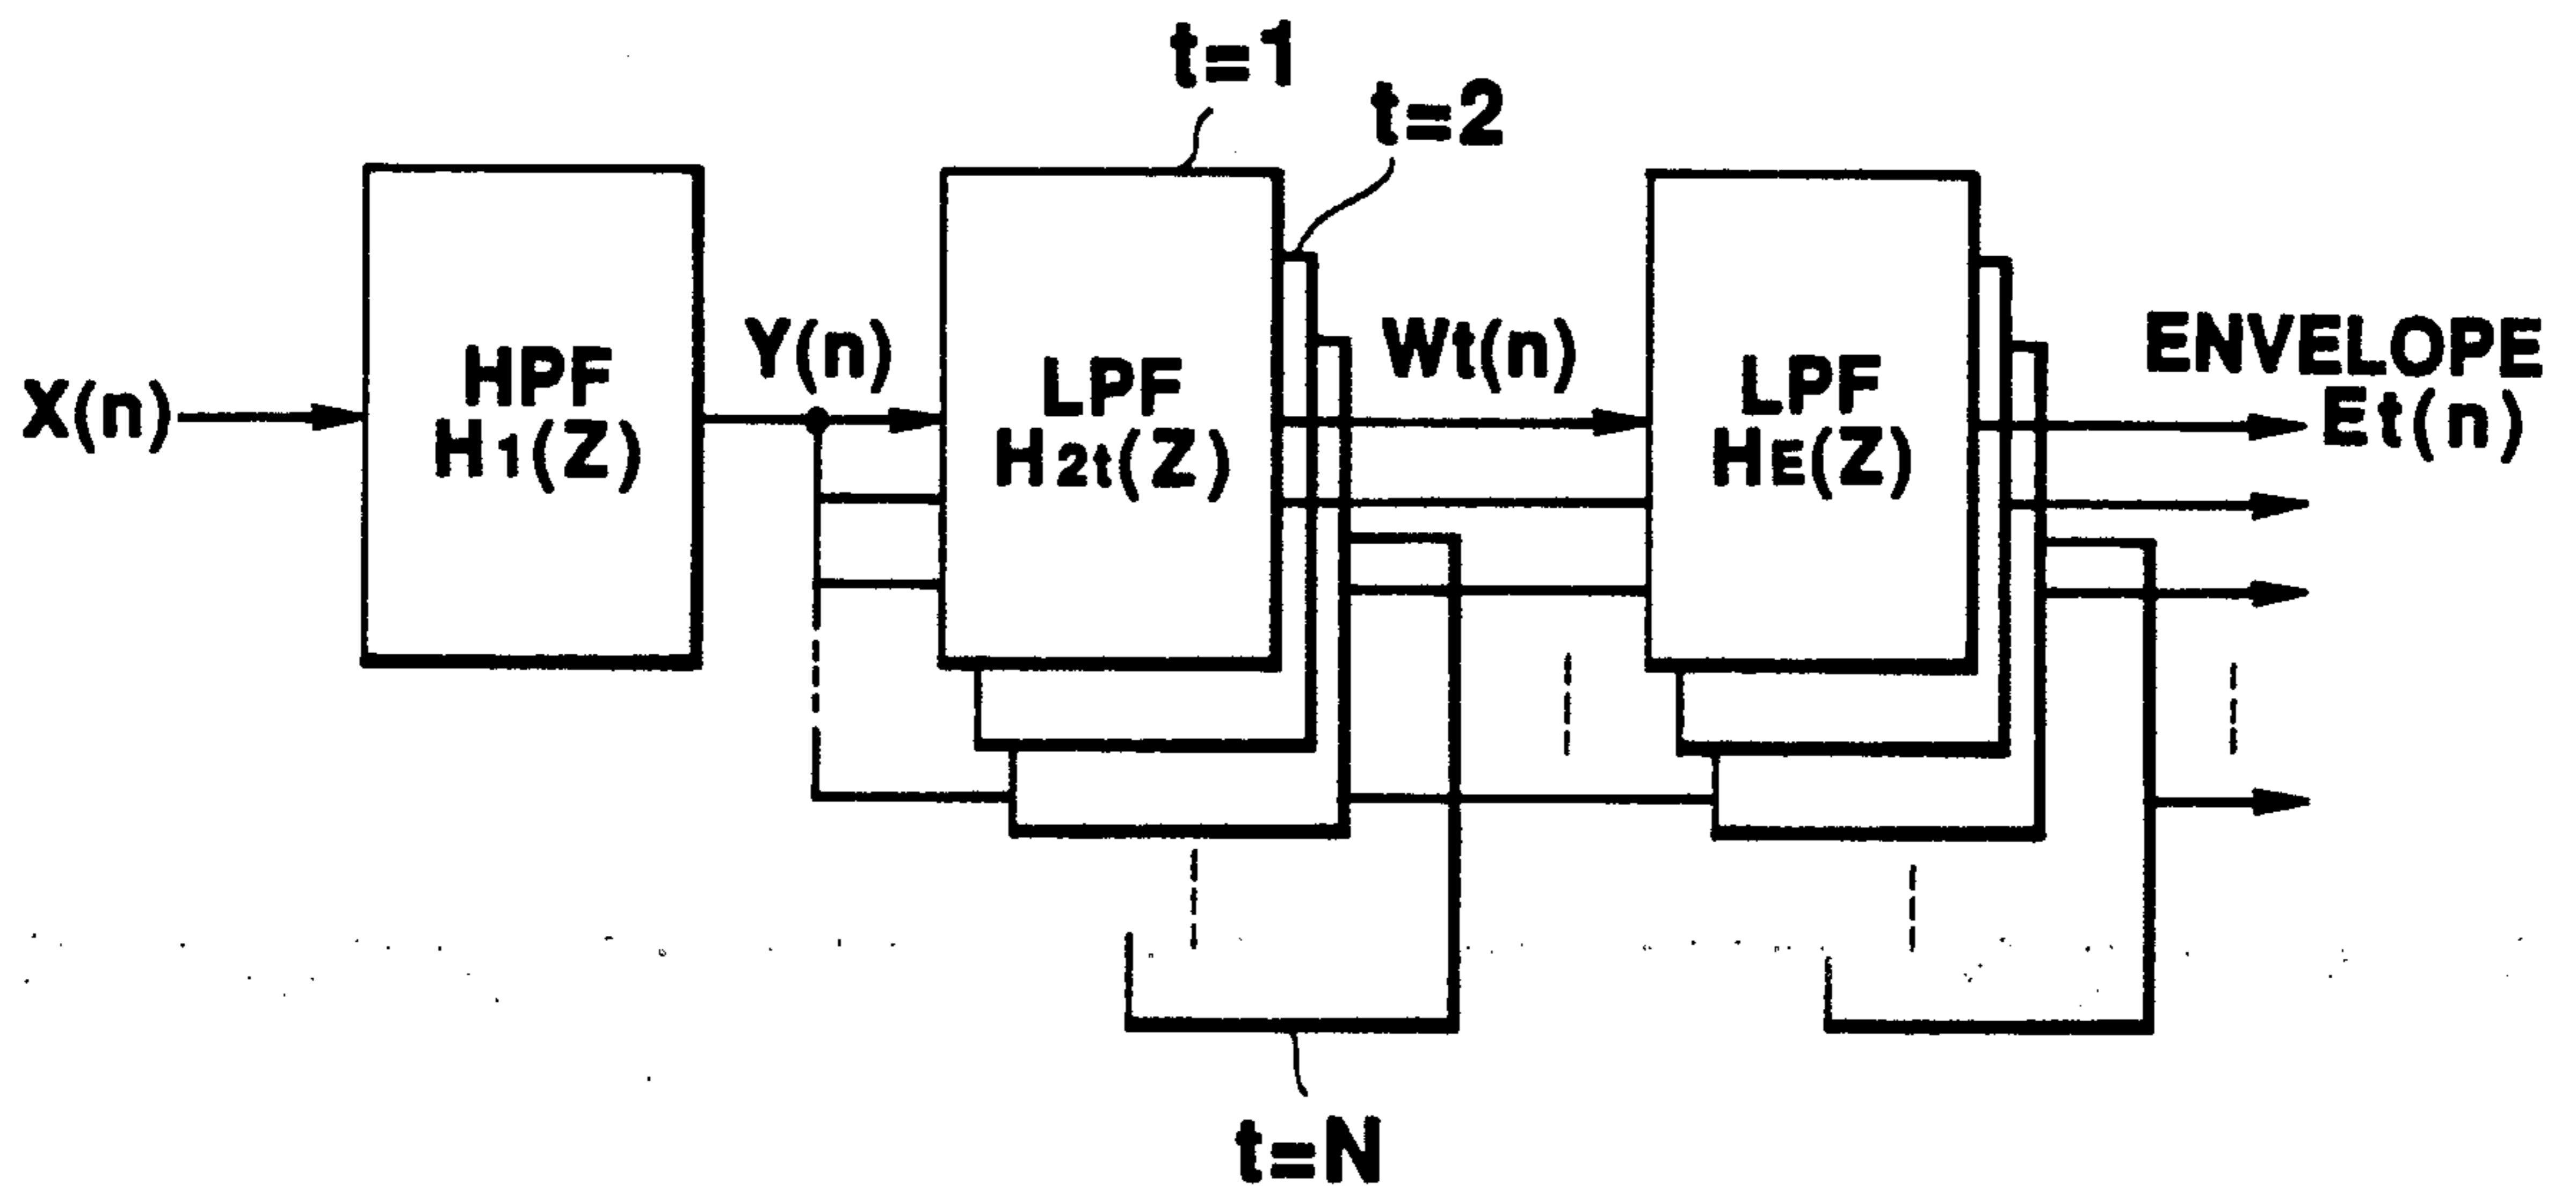 t=1
t=2
X(n)
HPF
H1(Z)
Y(n)
LPF
H2t(Z)
Wt(n)
LPF
HE(Z)
ENVELOPE
Et(n)
t=N